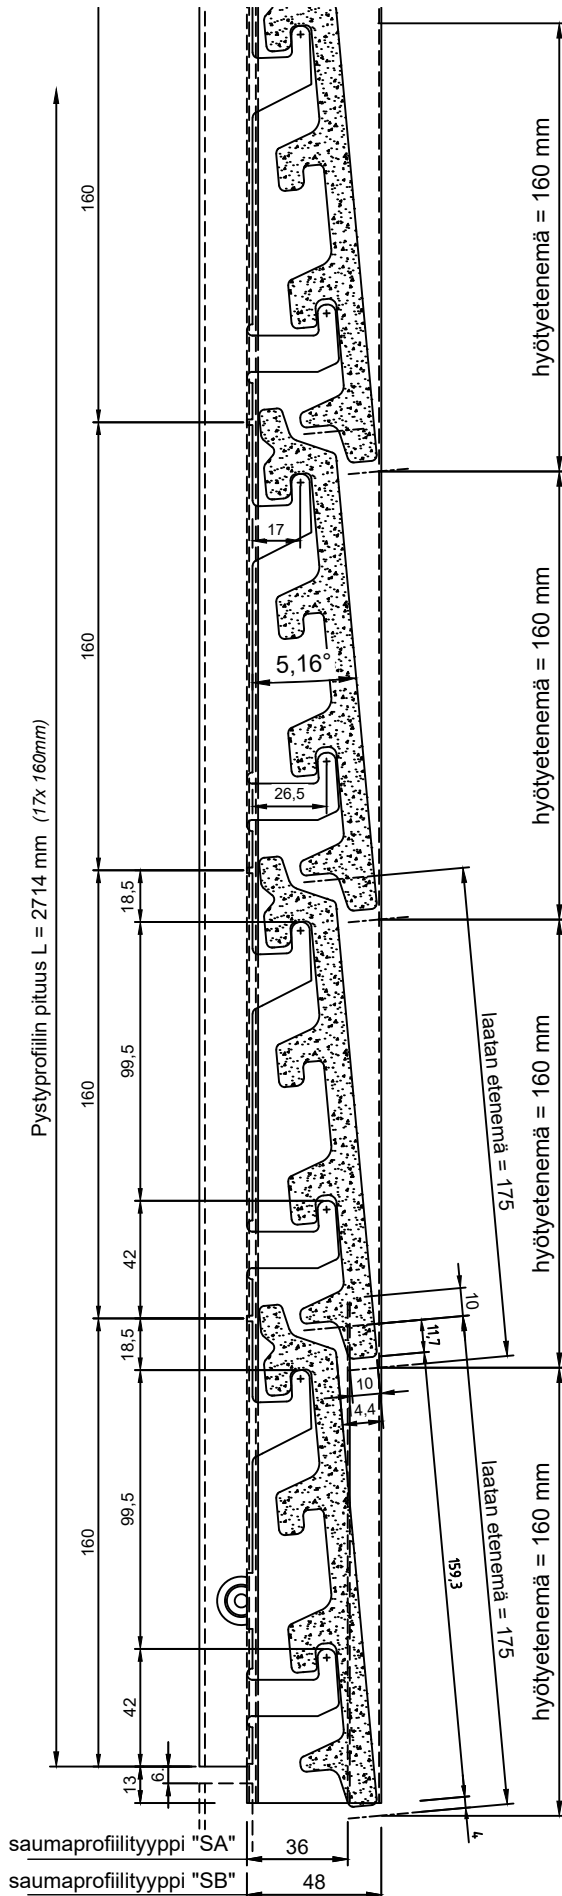 hyötyetenemä = 160 mm
160
17
160
5,16°
hyötyetenemä = 160 mm
26,5
Pystyprofiilin pituus L = 2714 mm (17x 160mm)
18,5
99,5
160
42
laatan etenemä = 175
hyötyetenemä = 160 mm
10
11,7
18,5
10
4,4
99,5
160
159,3
laatan etenemä = 175
hyötyetenemä = 160 mm
42
6
13
4
saumaprofiilityyppi "SA"
36
saumaprofiilityyppi "SB"
48